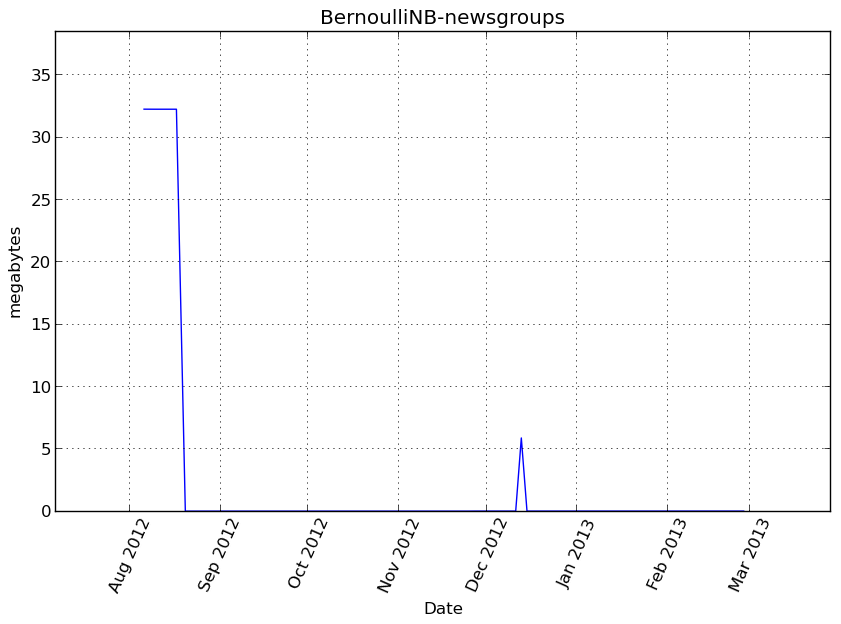 BernoulliNB-newsgroups
35
30
25
20
15
10
5
0
megabytes
Aug 2012
Sep 2012
Oct 2012
Nov 2012
Dec 2012
Jan 2013
Feb 2013
Mar 2013
Date